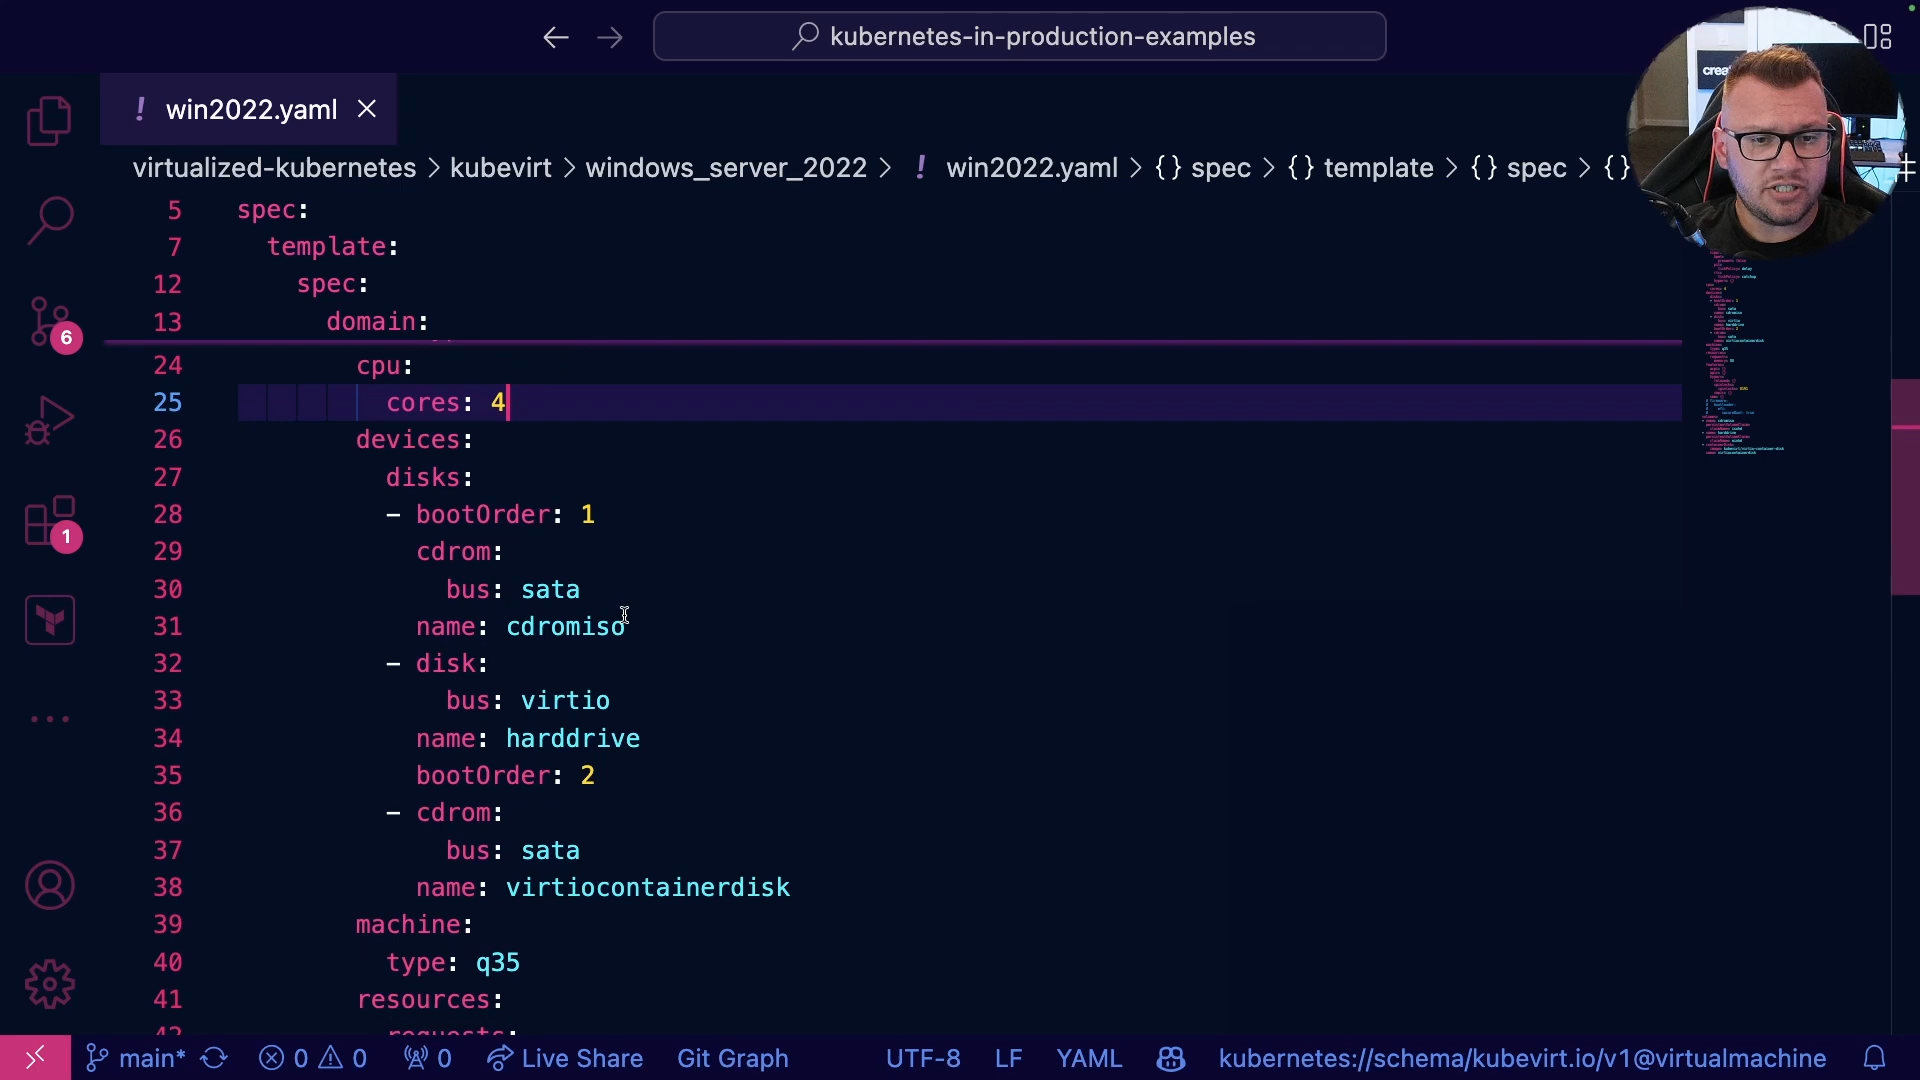 kubernetes-in-production-examples
crea
! win2022.yaml
virtualized-kubernetes > kubevirt > windows_server_2022 > ! win2022.yaml > {} spec > {} template > {} spec > {}
5 spec:
7 template:
12 spec:
13 domain:
24 cpu:
25 cores: 4
26 devices:
27 disks:
28 - bootOrder: 1
29 cdrom:
30 bus: sata
31 name: cdromiso
32 - disk:
33 bus: virtio
34 name: harddrive
35 bootOrder: 2
36 - cdrom:
37 bus: sata
38 name: virtiocontainerdisk
39 machine:
40 type: q35
41 resources:
42 requests:
6
1
main* 0 0 0 Live Share Git Graph UTF-8 LF YAML kubernetes://schema/kubevirt.io/v1@virtualmachine